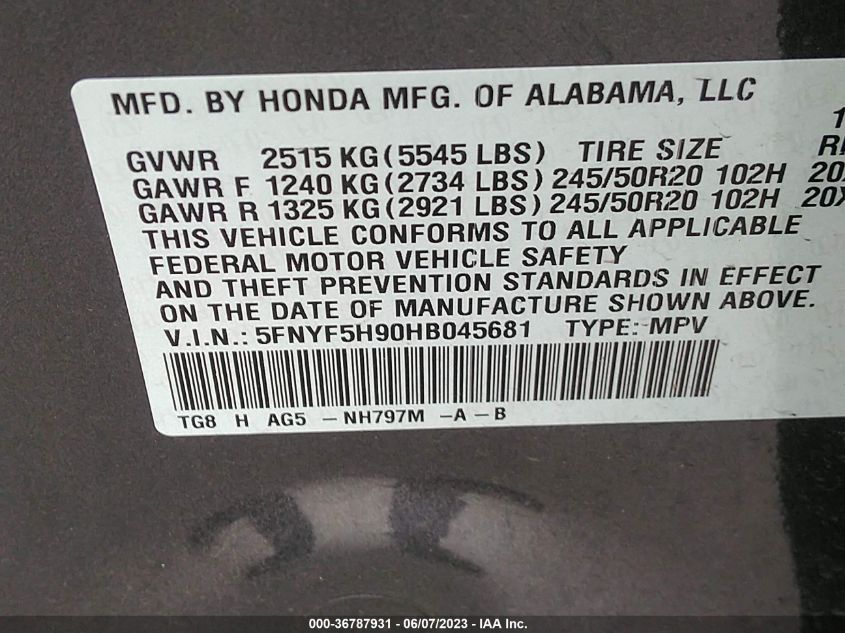 MFD. BY HONDA MFG. OF ALABAMA, LLC
GVWR 2515 KG (5545 LBS) TIRE SIZE
GAWR F 1240 KG (2734 LBS) 245/50R20 102H
GAWR R 1325 KG (2921 LBS) 245/50R20 102H
THIS VEHICLE CONFORMS TO ALL APPLICABLE
FEDERAL MOTOR VEHICLE SAFETY
AND THEFT PREVENTION STANDARDS IN EFFECT
ON THE DATE OF MANUFACTURE SHOWN ABOVE.
V.I.N.: 5FNYF5H90HB045681 TYPE: MPV
TG8 H AG5 - NH797M - A - B
000-36787931 - 06/07/2023 - IAA Inc.